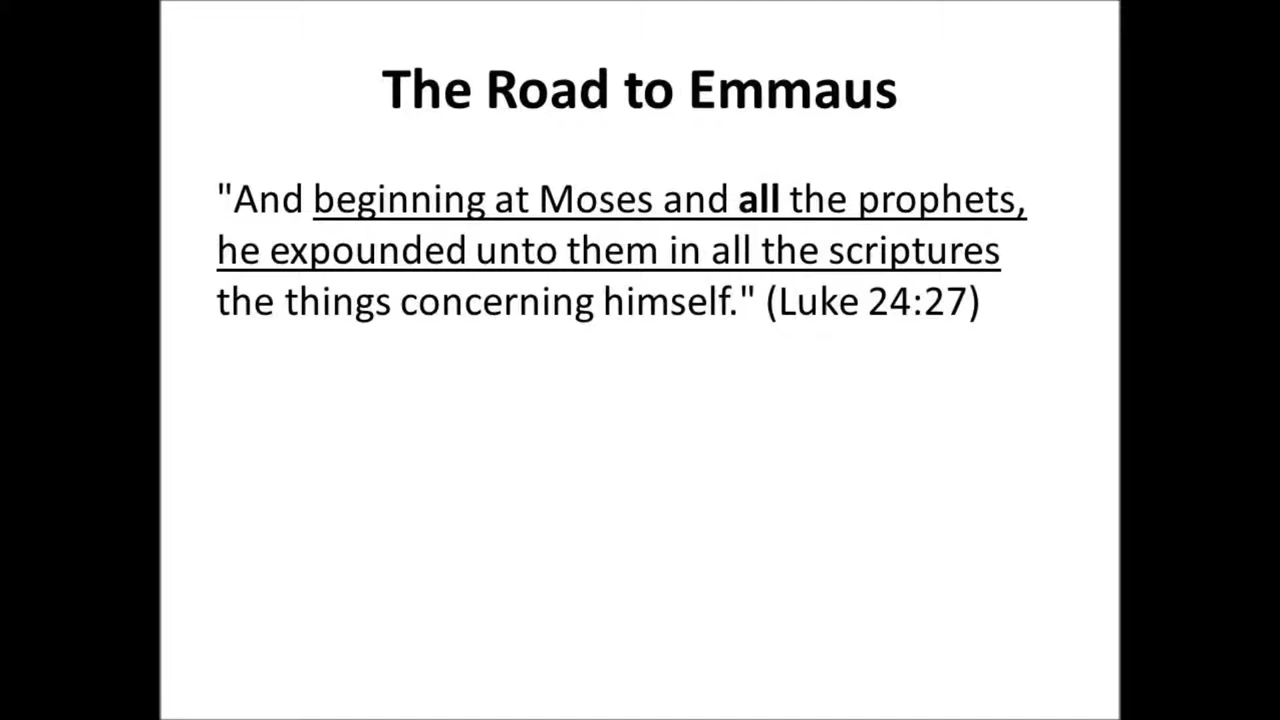 The Road to Emmaus
"And beginning at Moses and all the prophets,
he expounded unto them in all the scriptures
the things concerning himself." (Luke 24:27)